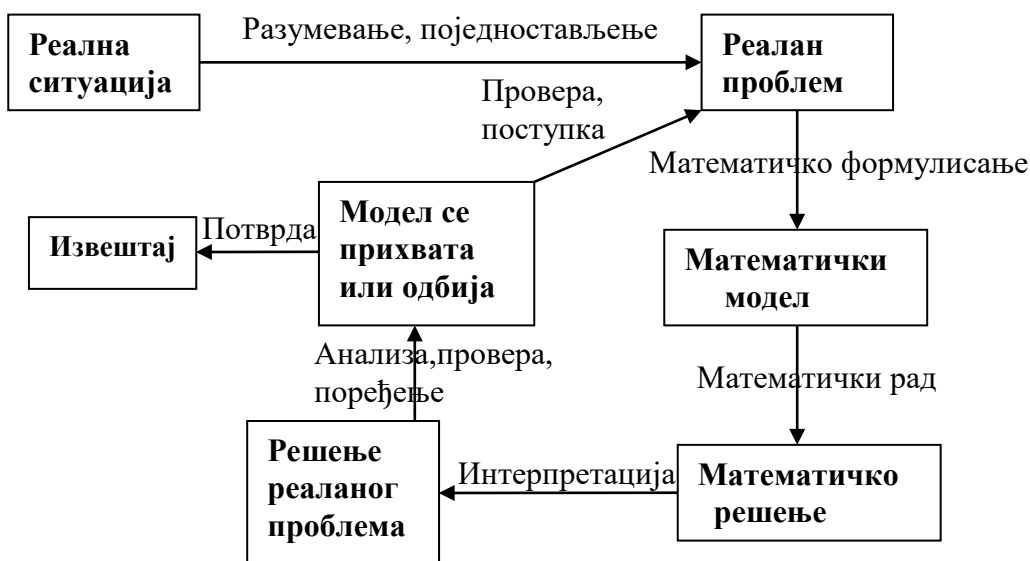 Реална
ситуација
Разумевање, поједностављење
Реалан
проблем
Провера,
поступка
Математичко формулисање
Модел се
прихвата
или одбија
Потврда
Извештај
Математички
модел
Анализа,провера,
поређење
Математички рад
Решење
реаланог
проблема
Интерпретација
Математичко
решење